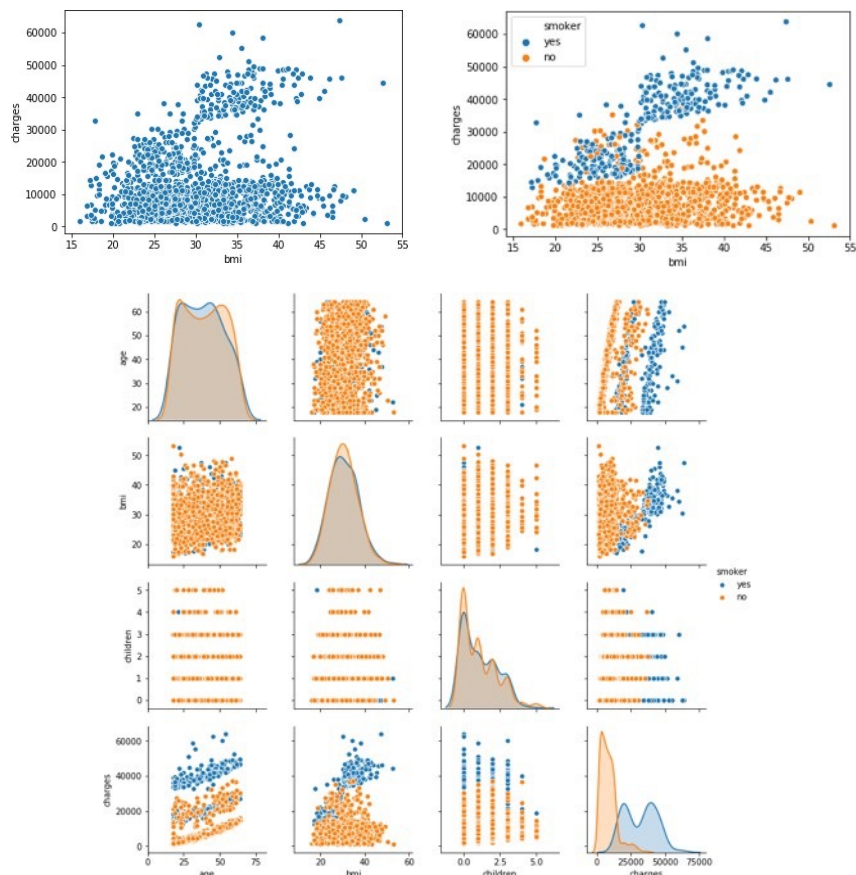 60000
50000
40000
30000
20000
10000
0
charges
15 20 25 30 35 40 45 50 55
bmi
smoker
yes
no
60000
50000
40000
30000
20000
10000
0
charges
15 20 25 30 35 40 45 50 55
bmi
60
50
40
30
20
age
50
40
30
20
bmi
smoker
yes
no
5
4
3
2
1
0
children
60000
40000
20000
0
charges
0 25 50 75
age
20 40 60
bmi
0.0 2.5 5.0
children
0 25000 50000 75000
charges